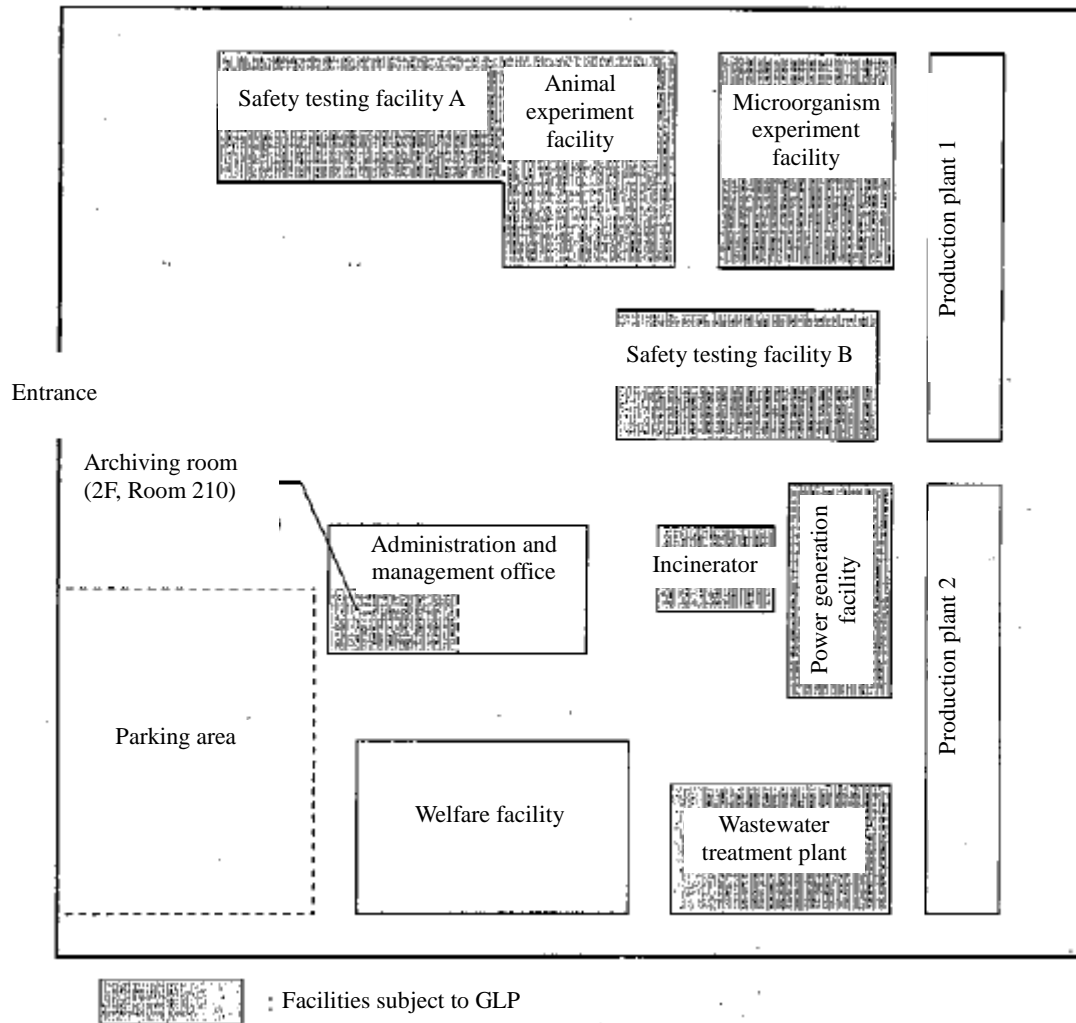 Safety testing facility A
Animal
experiment
facility
Microorganism
experiment
facility
Production plant 1
Safety testing facility B
Entrance
Archiving room
(2F, Room 210)
Administration and
management office
Incinerator
Power generation
facility
Production plant 2
Parking area
Welfare facility
Wastewater
treatment plant
: Facilities subject to GLP